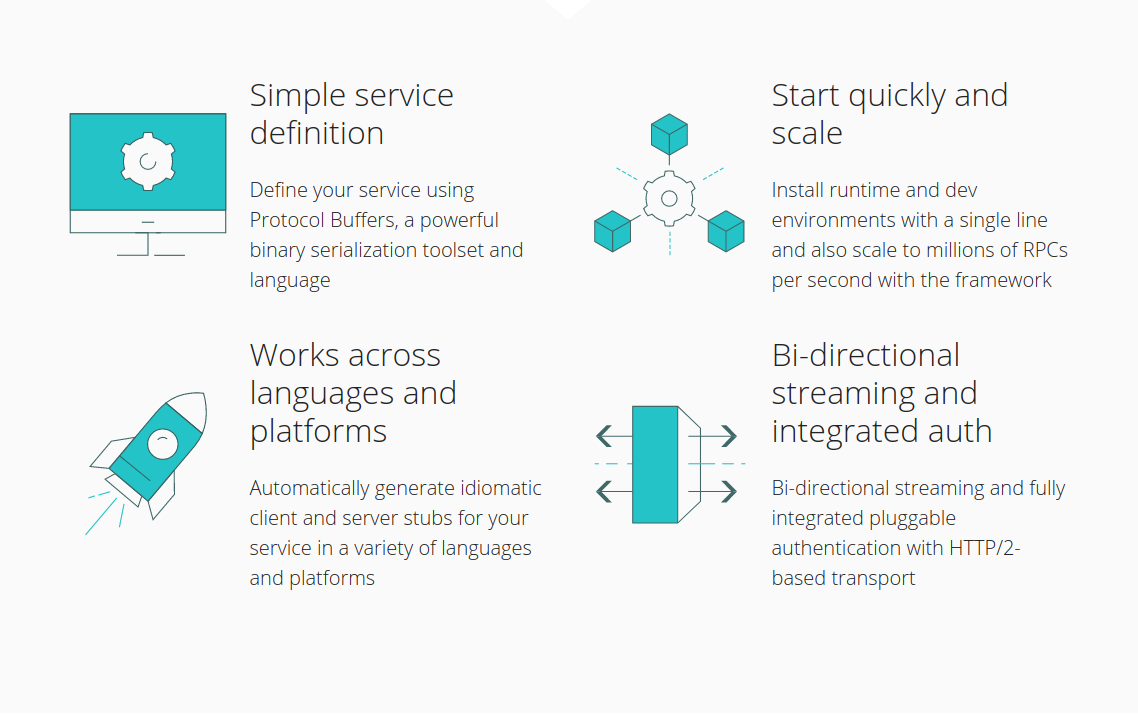 Simple service
definition
Define your service using
Protocol Buffers, a powerful
binary serialization toolset and
language
Start quickly and
scale
Install runtime and dev
environments with a single line
and also scale to millions of RPCs
per second with the framework
Works across
languages and
platforms
Automatically generate idiomatic
client and server stubs for your
service in a variety of languages
and platforms
Bi-directional
streaming and
integrated auth
Bi-directional streaming and fully
integrated pluggable
authentication with HTTP/2-
based transport